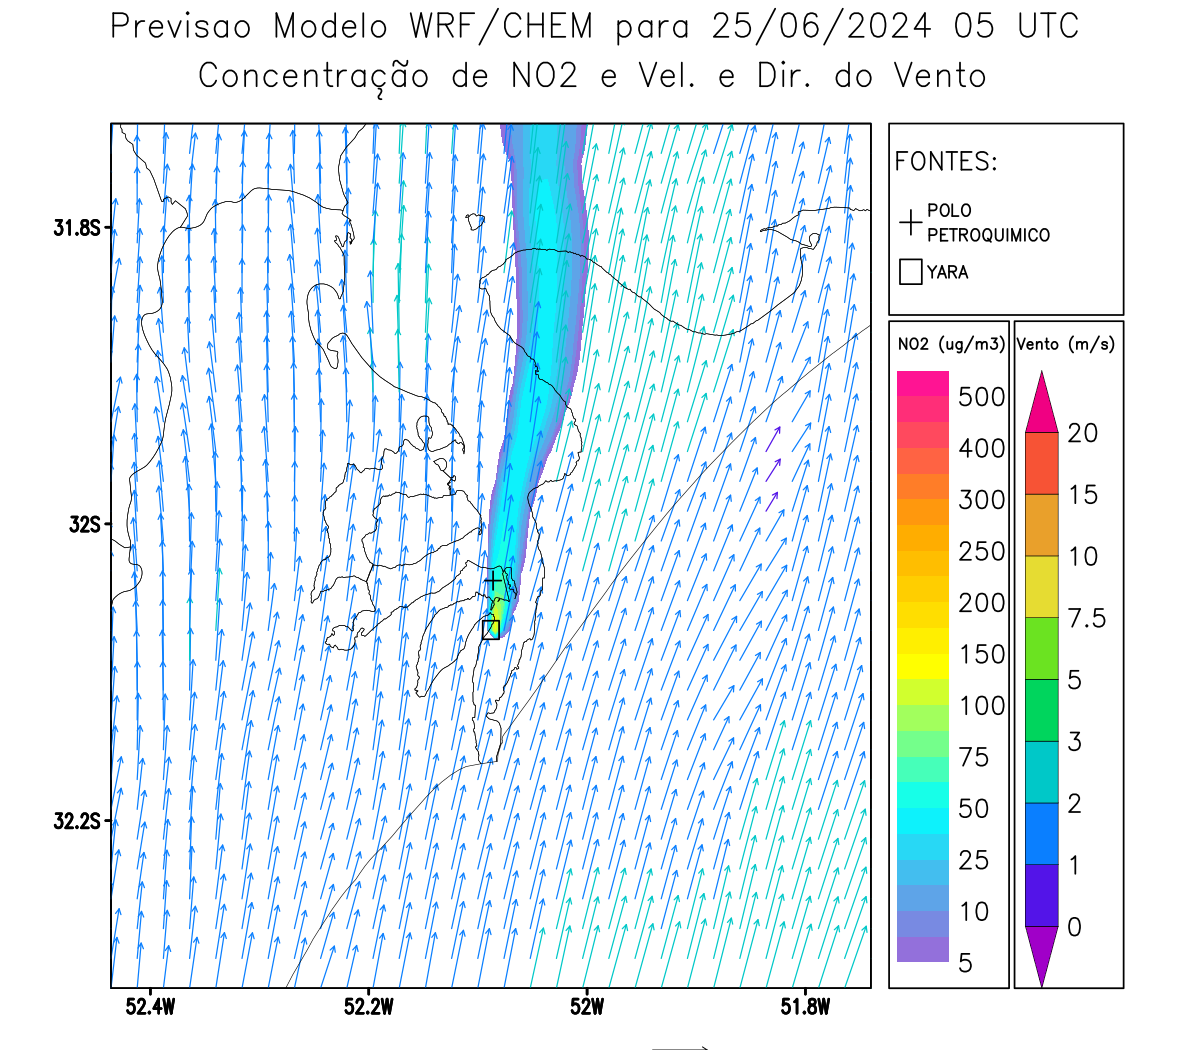 Previsao Modelo WRF/CHEM para 25/06/2024 05 UTC
Concentração de NO2 e Vel. e Dir. do Vento
FONTES:
POLO
PETROQUIMICO
YARA
NO2 (ug/m3)
500
400
300
250
200
150
100
75
50
25
10
5
Vento (m/s)
20
15
10
7.5
5
3
2
1
0
31.8S
32S
32.2S
52.4W
52.2W
52W
51.8W